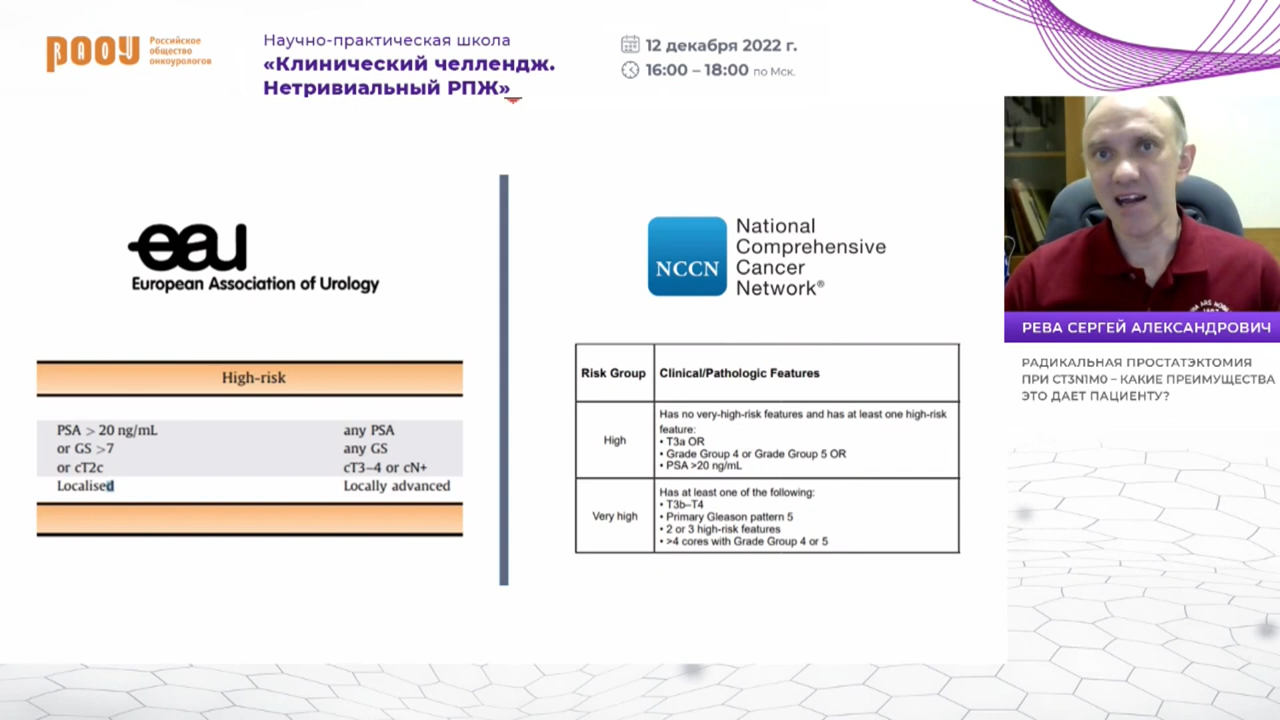 РАОУ
Российское
общество
онкоурологов
Научно-практическая школа
«Клинический челлендж.
Нетривиальный РПЖ»
12 декабря 2022 г.
16:00 – 18:00 по Мск.
eau
European Association of Urology
High-risk
PSA > 20 ng/mL any PSA
or GS >7 any GS
or cT2c cT3–4 or cN+
Localised Locally advanced
NCCN
National
Comprehensive
Cancer
Network®
Risk Group Clinical/Pathologic Features
High
Has no very-high-risk features and has at least one high-risk
feature:
• T3a OR
• Grade Group 4 or Grade Group 5 OR
• PSA >20 ng/mL
Very high
Has at least one of the following:
• T3b–T4
• Primary Gleason pattern 5
• 2 or 3 high-risk features
• >4 cores with Grade Group 4 or 5
РЕВА СЕРГЕЙ АЛЕКСАНДРОВИЧ
РАДИКАЛЬНАЯ ПРОСТАТЭКТОМИЯ
ПРИ CT3N1M0 – КАКИЕ ПРЕИМУЩЕСТВА
ЭТО ДАЕТ ПАЦИЕНТУ?